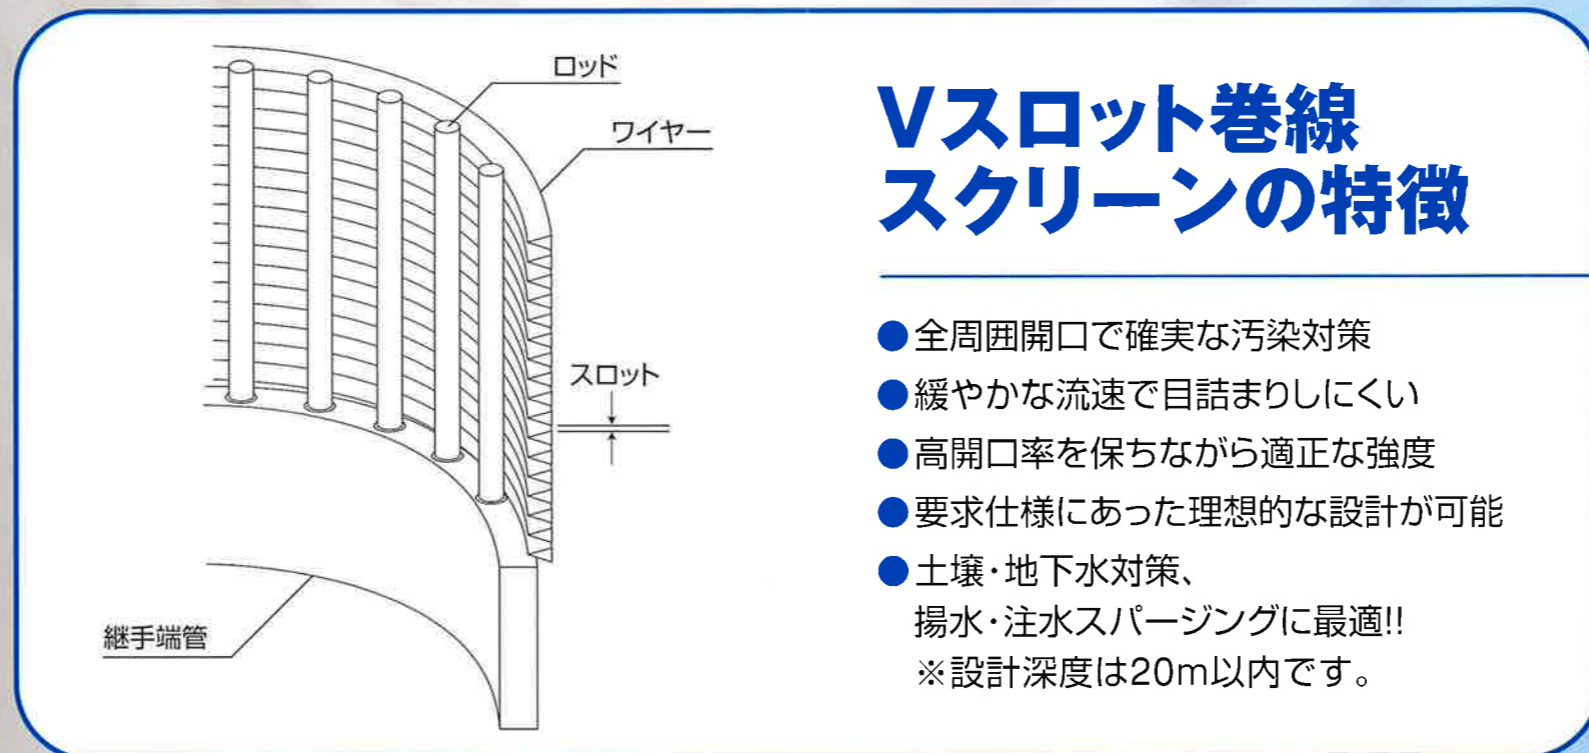 ロッド
ワイヤー
スロット
継手端管
Vスロット巻線
スクリーンの特徴
●全周囲開口で確実な汚染対策
●緩やかな流速で目詰まりしにくい
●高開口率を保ちながら適正な強度
●要求仕様にあった理想的な設計が可能
●土壌・地下水対策、
揚水・注水スパージングに最適!!
※設計深度は20m以内です。